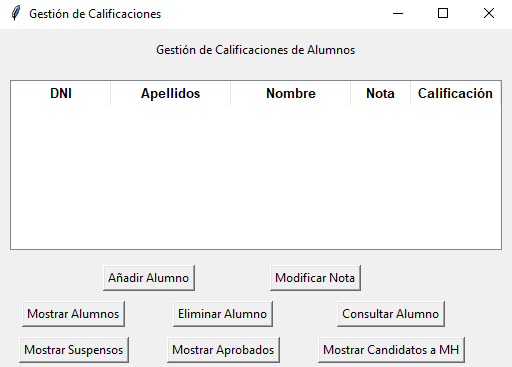 Gestión de Calificaciones
Gestión de Calificaciones de Alumnos
DNI Apellidos Nombre Nota Calificación
Añadir Alumno Modificar Nota
Mostrar Alumnos Eliminar Alumno Consultar Alumno
Mostrar Suspensos Mostrar Aprobados Mostrar Candidatos a MH